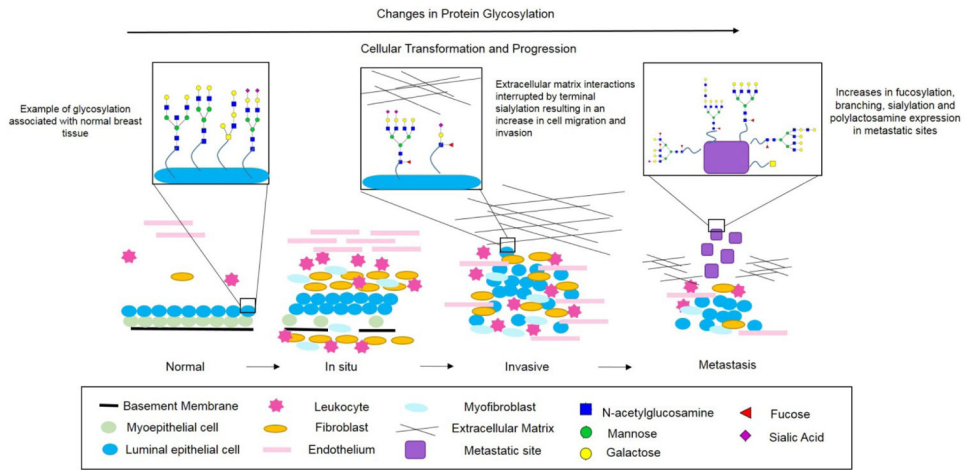 Changes in Protein Glycosylation
Cellular Transformation and Progression
Example of glycosylation
associated with normal breast
tissue
Extracellular matrix interactions
interrupted by terminal
sialylation resulting in an
increase in cell migration and
invasion
Increases in fucosylation,
branching, sialylation and
polylactosamine expression
in metastatic sites
Normal
In situ
Invasive
Metastasis
Basement Membrane
Leukocyte
Myofibroblast
N-acetylglucosamine
Fucose
Myoepithelial cell
Fibroblast
Extracellular Matrix
Mannose
Sialic Acid
Luminal epithelial cell
Endothelium
Metastatic site
Galactose